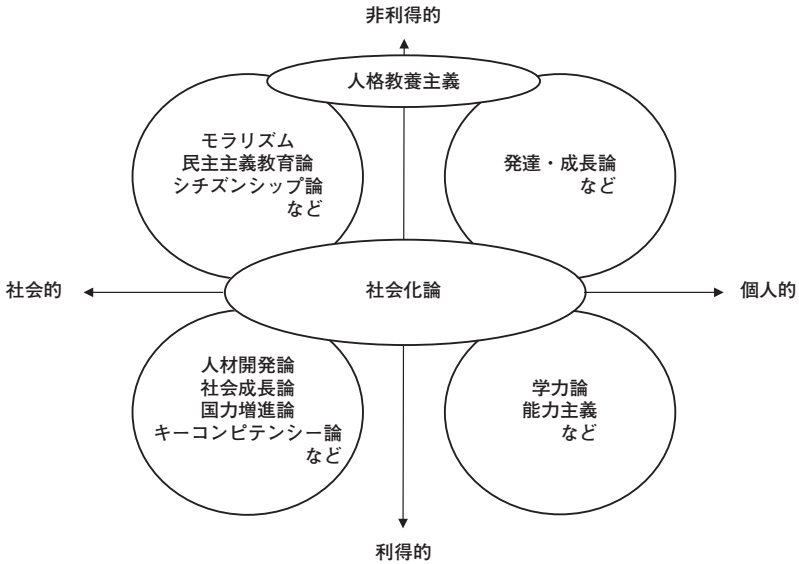 非利得的
人格教養主義
モラリズム
民主主義教育論
シチズンシップ論
など
発達・成長論
など
社会的
社会化論
個人的
人材開発論
社会成長論
国力増進論
キーコンピテンシー論
など
学力論
能力主義
など
利得的